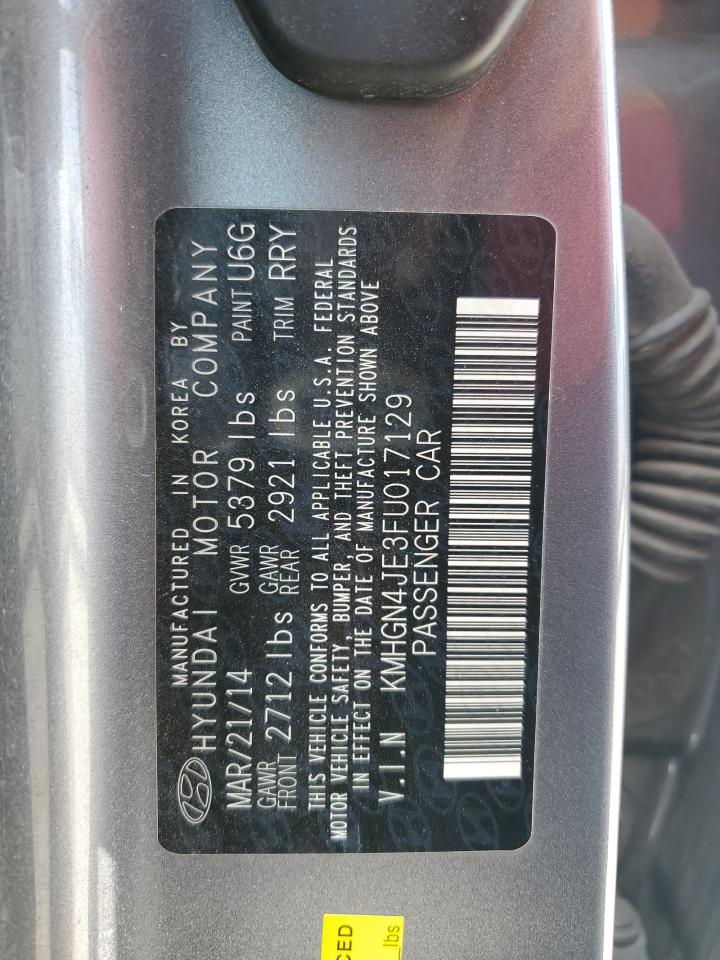 MANUFACTURED IN KOREA BY
HYUNDAI MOTOR COMPANY
MAR/21/14 GVWR 5379 lbs PAINT U6G
GAWR FRONT 2712 lbs GAWR REAR 2921 lbs TRIM RRY
THIS VEHICLE CONFORMS TO ALL APPLICABLE U.S.A. FEDERAL
MOTOR VEHICLE SAFETY, BUMPER, AND THEFT PREVENTION STANDARDS
IN EFFECT ON THE DATE OF MANUFACTURE SHOWN ABOVE
V.I.N KMHGN4JE3FU017129
PASSENGER CAR
CED
lbs